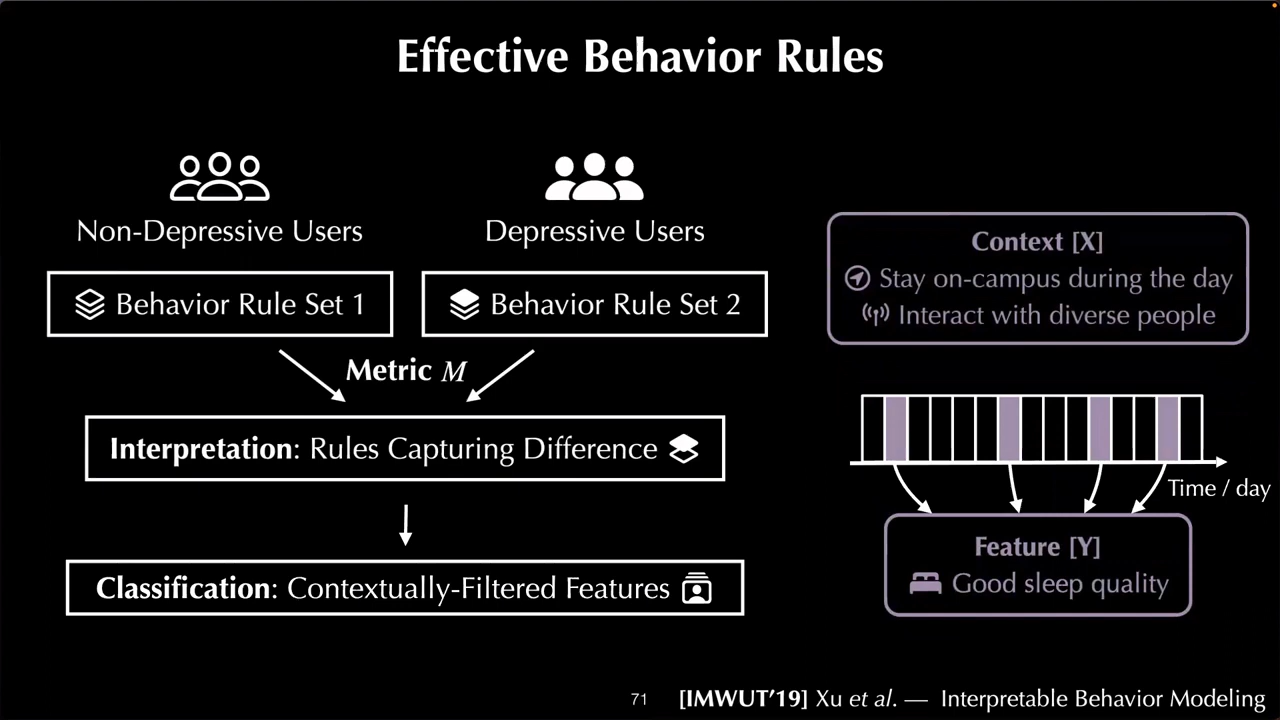 Effective Behavior Rules
Non-Depressive Users
Depressive Users
Behavior Rule Set 1
Behavior Rule Set 2
Metric M
Interpretation: Rules Capturing Difference
Classification: Contextually-Filtered Features
Context [X]
Stay on-campus during the day
Interact with diverse people
Time / day
Feature [Y]
Good sleep quality
71
[IMWUT’19] Xu et al. — Interpretable Behavior Modeling